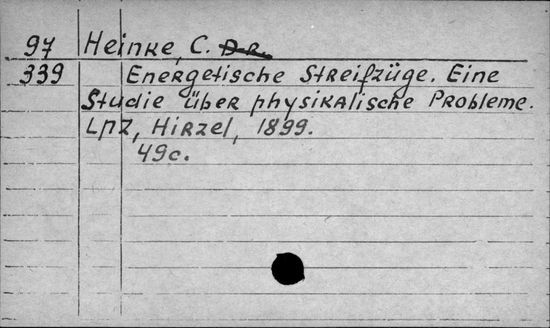 97 Heinke, C. Dr.
339 Energetische Streifzüge. Eine
Studie über physikalische Probleme.
Lpz, Hirzel, 1899.
49c.